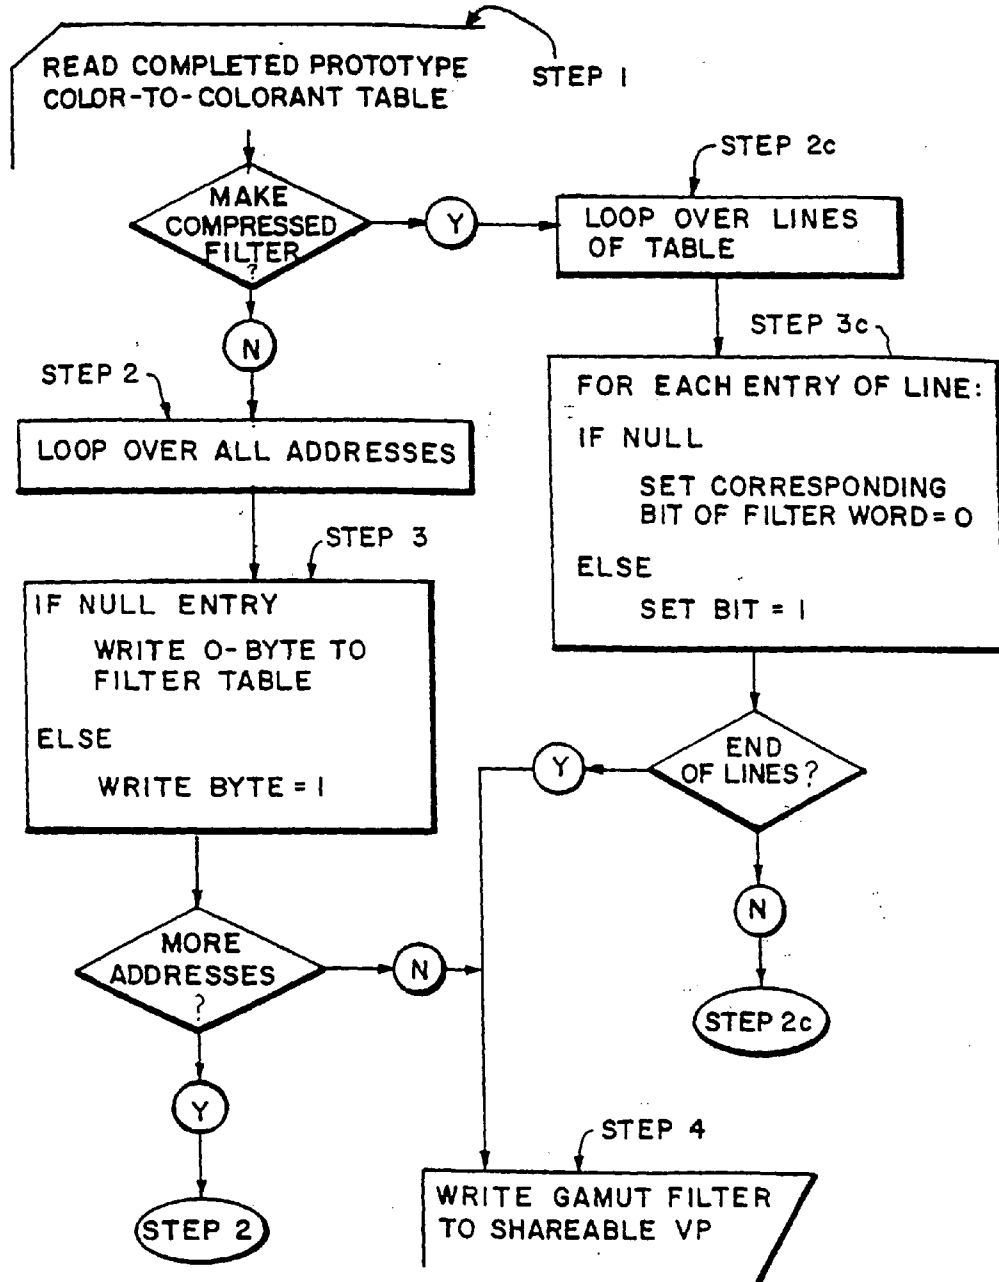 READ COMPLETED PROTOTYPE
COLOR-TO-COLORANT TABLE
STEP 1
MAKE
COMPRESSED
FILTER
?
Y
STEP 2c
LOOP OVER LINES
OF TABLE
N
STEP 2
LOOP OVER ALL ADDRESSES
STEP 3c
FOR EACH ENTRY OF LINE:
IF NULL
SET CORRESPONDING
BIT OF FILTER WORD = 0
ELSE
SET BIT = 1
STEP 3
IF NULL ENTRY
WRITE 0-BYTE TO
FILTER TABLE
ELSE
WRITE BYTE = 1
END
OF LINES?
Y
N
STEP 2c
MORE
ADDRESSES
?
N
Y
STEP 2
STEP 4
WRITE GAMUT FILTER
TO SHAREABLE VP